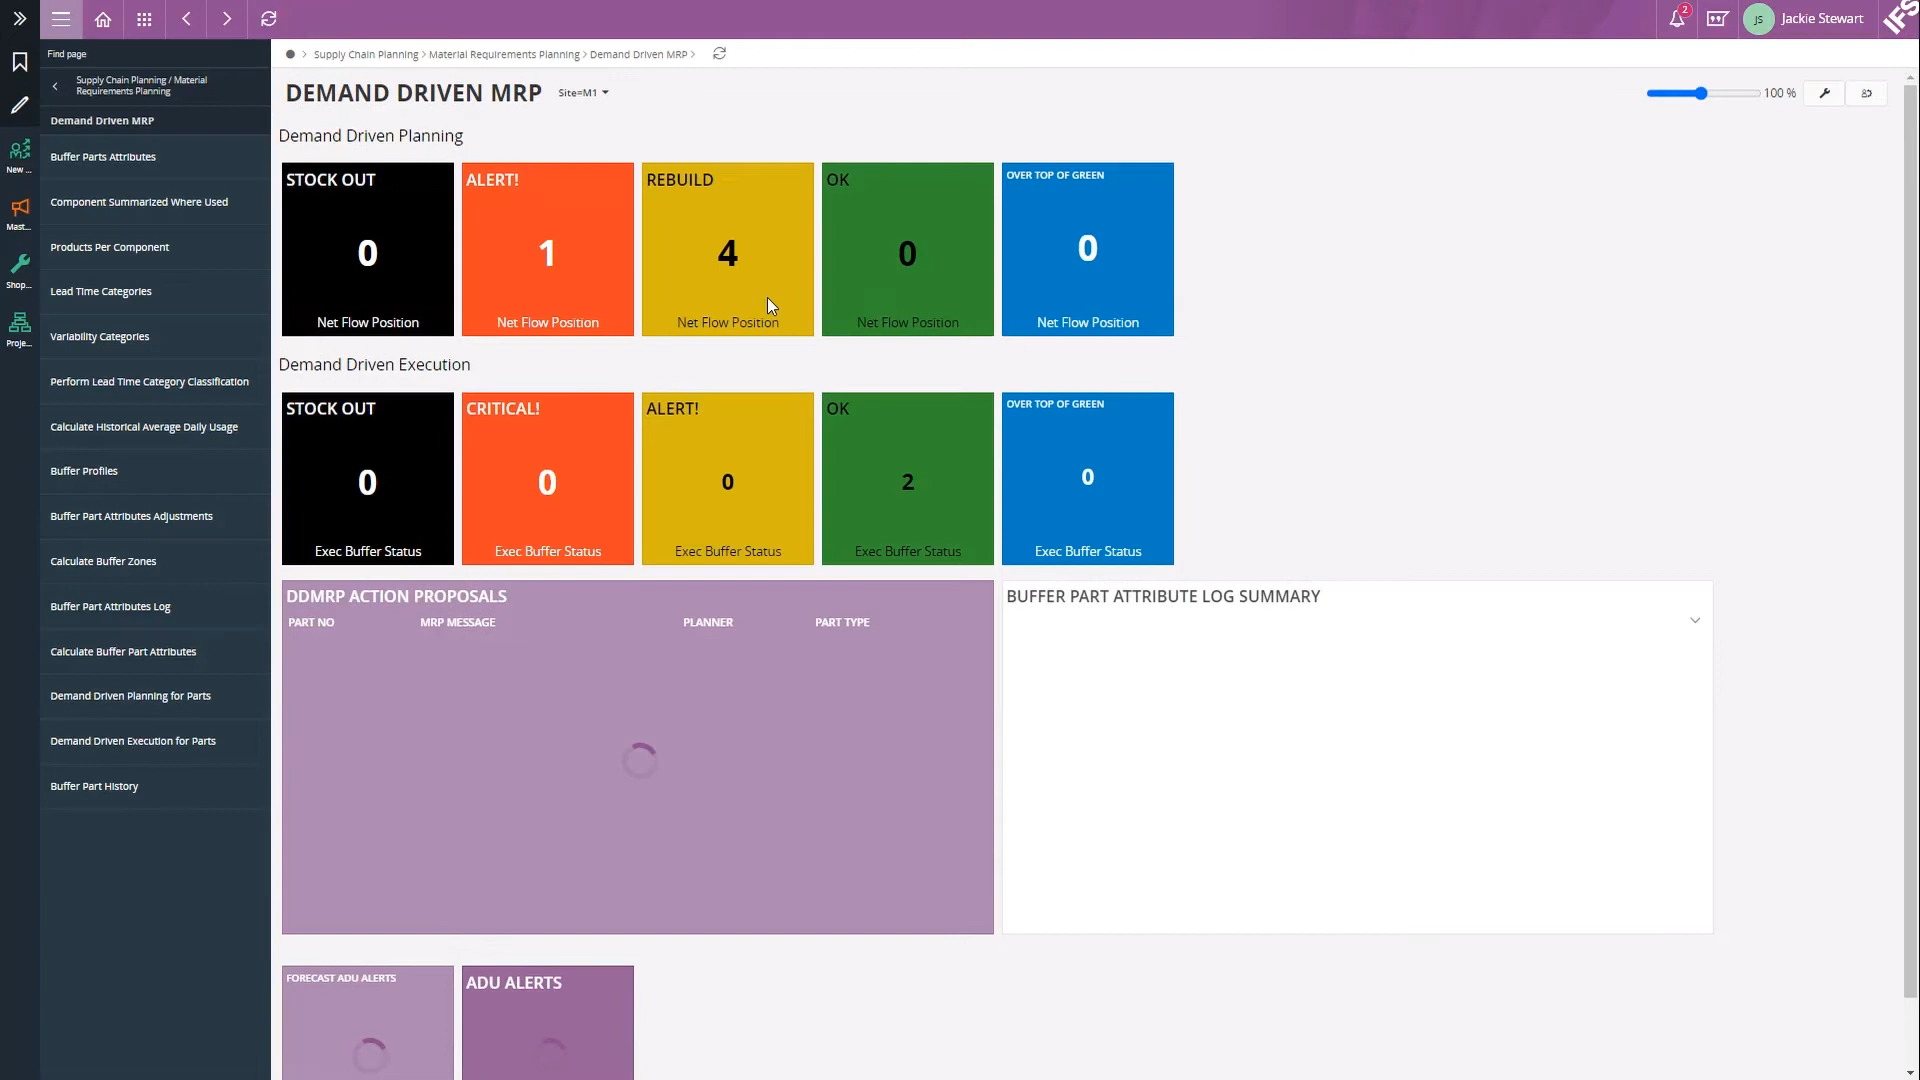 2
JS
Jackie Stewart
IFS
Find page
Supply Chain Planning / Material
Requirements Planning
Demand Driven MRP
Buffer Parts Attributes
Component Summarized Where Used
Products Per Component
Lead Time Categories
Variability Categories
Perform Lead Time Category Classification
Calculate Historical Average Daily Usage
Buffer Profiles
Buffer Part Attributes Adjustments
Calculate Buffer Zones
Buffer Part Attributes Log
Calculate Buffer Part Attributes
Demand Driven Planning for Parts
Demand Driven Execution for Parts
Buffer Part History
New ...
Mast...
Shop...
Proje...
Supply Chain Planning > Material Requirements Planning > Demand Driven MRP >
DEMAND DRIVEN MRP Site=M1
100 %
Demand Driven Planning
STOCK OUT
0
Net Flow Position
ALERT!
1
Net Flow Position
REBUILD
4
Net Flow Position
OK
0
Net Flow Position
OVER TOP OF GREEN
0
Net Flow Position
Demand Driven Execution
STOCK OUT
0
Exec Buffer Status
CRITICAL!
0
Exec Buffer Status
ALERT!
0
Exec Buffer Status
OK
2
Exec Buffer Status
OVER TOP OF GREEN
0
Exec Buffer Status
DDMRP ACTION PROPOSALS
PART NO MRP MESSAGE PLANNER PART TYPE
BUFFER PART ATTRIBUTE LOG SUMMARY
FORECAST ADU ALERTS
ADU ALERTS